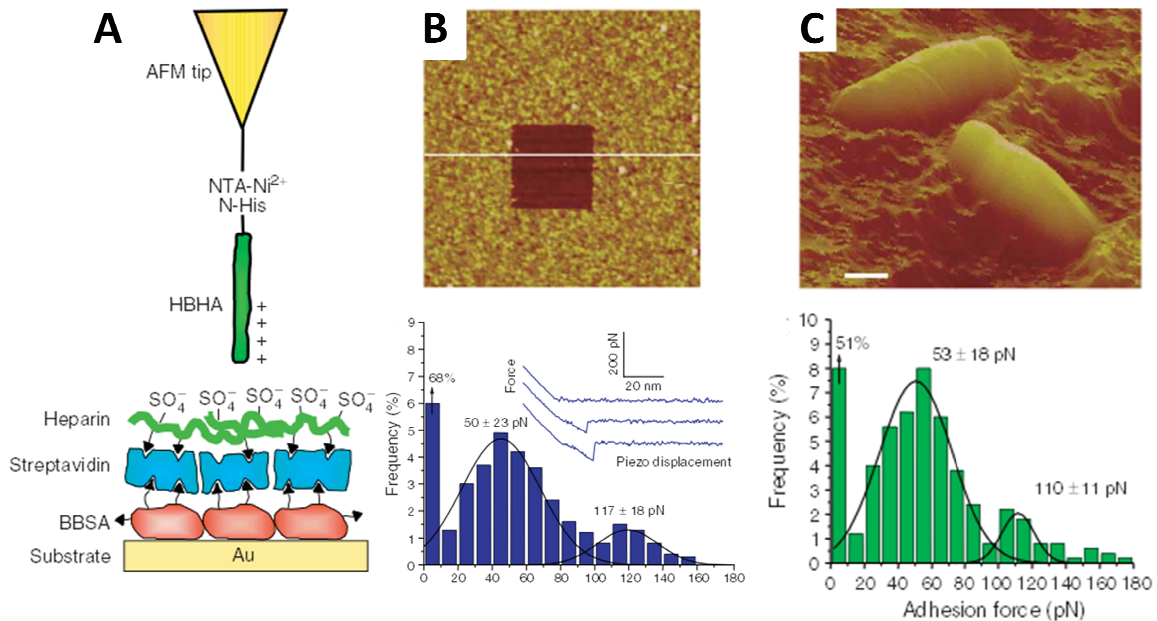 A
AFM tip
NTA-Ni2+
N-His
HBHA
+
+
+
+
SO4− SO4− SO4− SO4− SO4−
Heparin
Streptavidin
BBSA
Substrate
Au
B
9
8
7
6
5
4
3
2
1
0
Frequency (%)
68%
50 ± 23 pN
117 ± 18 pN
Force
200 pN
20 nm
Piezo displacement
0 20 40 60 80 100 120 140 160 180
C
10
9
8
7
6
5
4
3
2
1
0
Frequency (%)
51%
53 ± 18 pN
110 ± 11 pN
0 20 40 60 80 100 120 140 160 180
Adhesion force (pN)